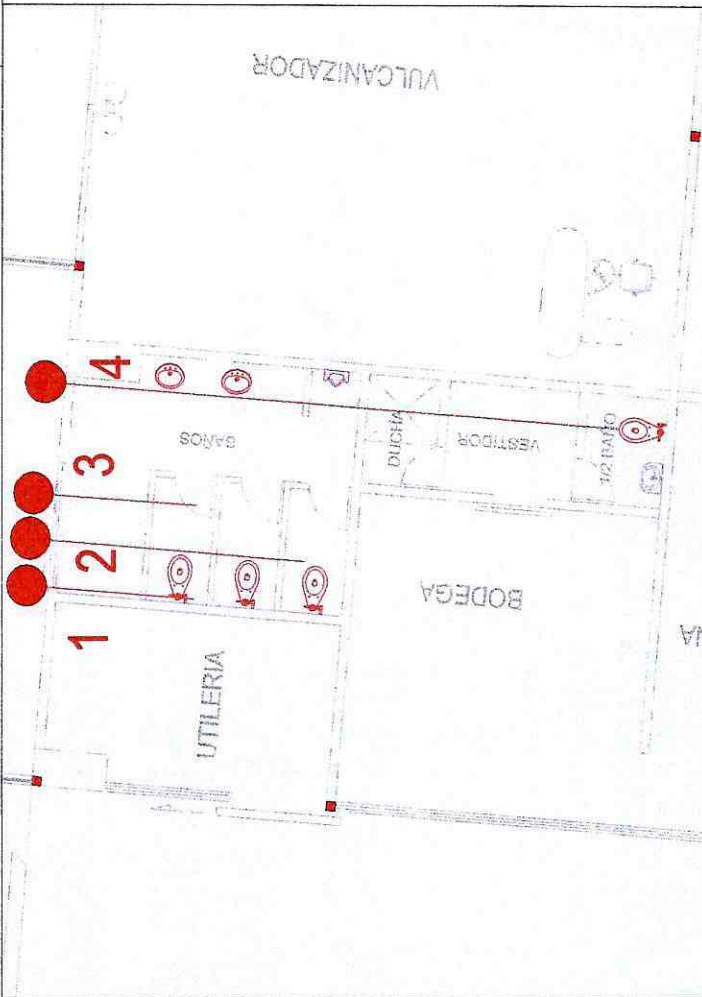 VULCANIZADOR
4
3
2
1
BAÑOS
DUCHA
VESTIDOR
1/2 BAÑO
BODEGA
UTILERIA